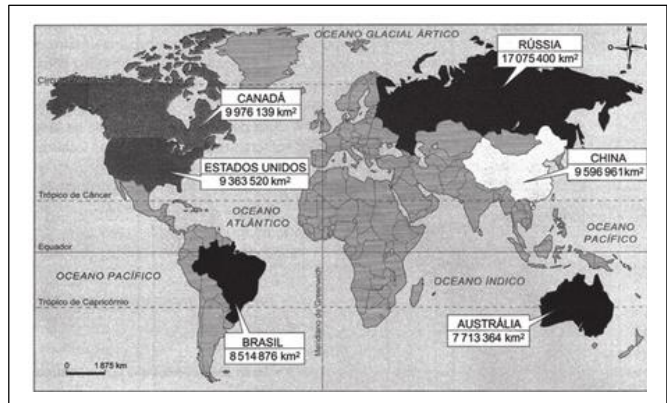 OCEANO GLACIAL ÁRTICO
RÚSSIA
17 075 400 km²
N
O
L
S
CANADÁ
9 976 139 km²
ESTADOS UNIDOS
9 363 520 km²
CHINA
9 596 961 km²
Trópico de Câncer
OCEANO
ATLÂNTICO
OCEANO
PACÍFICO
Equador
OCEANO PACÍFICO
OCEANO ÍNDICO
Trópico de Capricórnio
Meridiano de Greenwich
BRASIL
8 514 876 km²
AUSTRÁLIA
7 713 364 km²
0 1 875 km